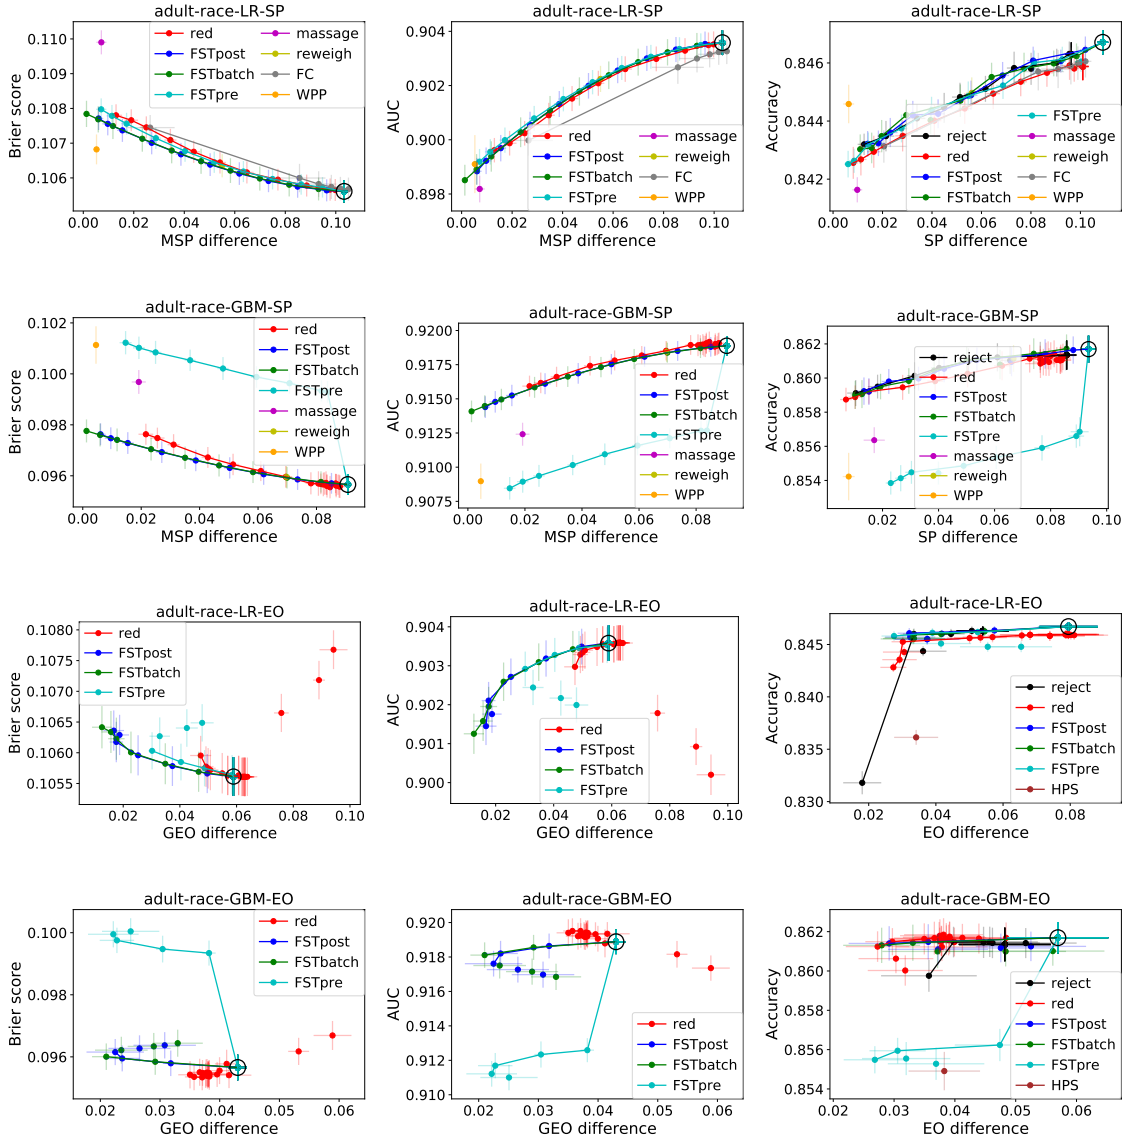 adult-race-LR-SP
Brier score
0.110
0.109
0.108
0.107
0.106
0.00 0.02 0.04 0.06 0.08 0.10
MSP difference
red
FSTpost
FSTbatch
FSTpre
massage
reweigh
FC
WPP
adult-race-LR-SP
AUC
0.904
0.902
0.900
0.898
0.00 0.02 0.04 0.06 0.08 0.10
MSP difference
red
FSTpost
FSTbatch
FSTpre
massage
reweigh
FC
WPP
adult-race-LR-SP
Accuracy
0.846
0.844
0.842
0.00 0.02 0.04 0.06 0.08 0.10
SP difference
reject
red
FSTpost
FSTbatch
FSTpre
massage
reweigh
FC
WPP
adult-race-GBM-SP
Brier score
0.102
0.100
0.098
0.096
0.00 0.02 0.04 0.06 0.08
MSP difference
red
FSTpost
FSTbatch
FSTpre
massage
reweigh
WPP
adult-race-GBM-SP
AUC
0.9200
0.9175
0.9150
0.9125
0.9100
0.9075
0.00 0.02 0.04 0.06 0.08
MSP difference
red
FSTpost
FSTbatch
FSTpre
massage
reweigh
WPP
adult-race-GBM-SP
Accuracy
0.862
0.860
0.858
0.856
0.854
0.02 0.04 0.06 0.08 0.10
SP difference
reject
red
FSTpost
FSTbatch
FSTpre
massage
reweigh
WPP
adult-race-LR-EO
Brier score
0.1080
0.1075
0.1070
0.1065
0.1060
0.1055
0.02 0.04 0.06 0.08 0.10
GEO difference
red
FSTpost
FSTbatch
FSTpre
adult-race-LR-EO
AUC
0.904
0.903
0.902
0.901
0.900
0.02 0.04 0.06 0.08 0.10
GEO difference
red
FSTpost
FSTbatch
FSTpre
adult-race-LR-EO
Accuracy
0.845
0.840
0.835
0.830
0.02 0.04 0.06 0.08
EO difference
reject
red
FSTpost
FSTbatch
FSTpre
HPS
adult-race-GBM-EO
Brier score
0.100
0.098
0.096
0.02 0.03 0.04 0.05 0.06
GEO difference
red
FSTpost
FSTbatch
FSTpre
adult-race-GBM-EO
AUC
0.920
0.918
0.916
0.914
0.912
0.910
0.02 0.03 0.04 0.05 0.06
GEO difference
red
FSTpost
FSTbatch
FSTpre
adult-race-GBM-EO
Accuracy
0.862
0.860
0.858
0.856
0.854
0.02 0.03 0.04 0.05 0.06
EO difference
reject
red
FSTpost
FSTbatch
FSTpre
HPS